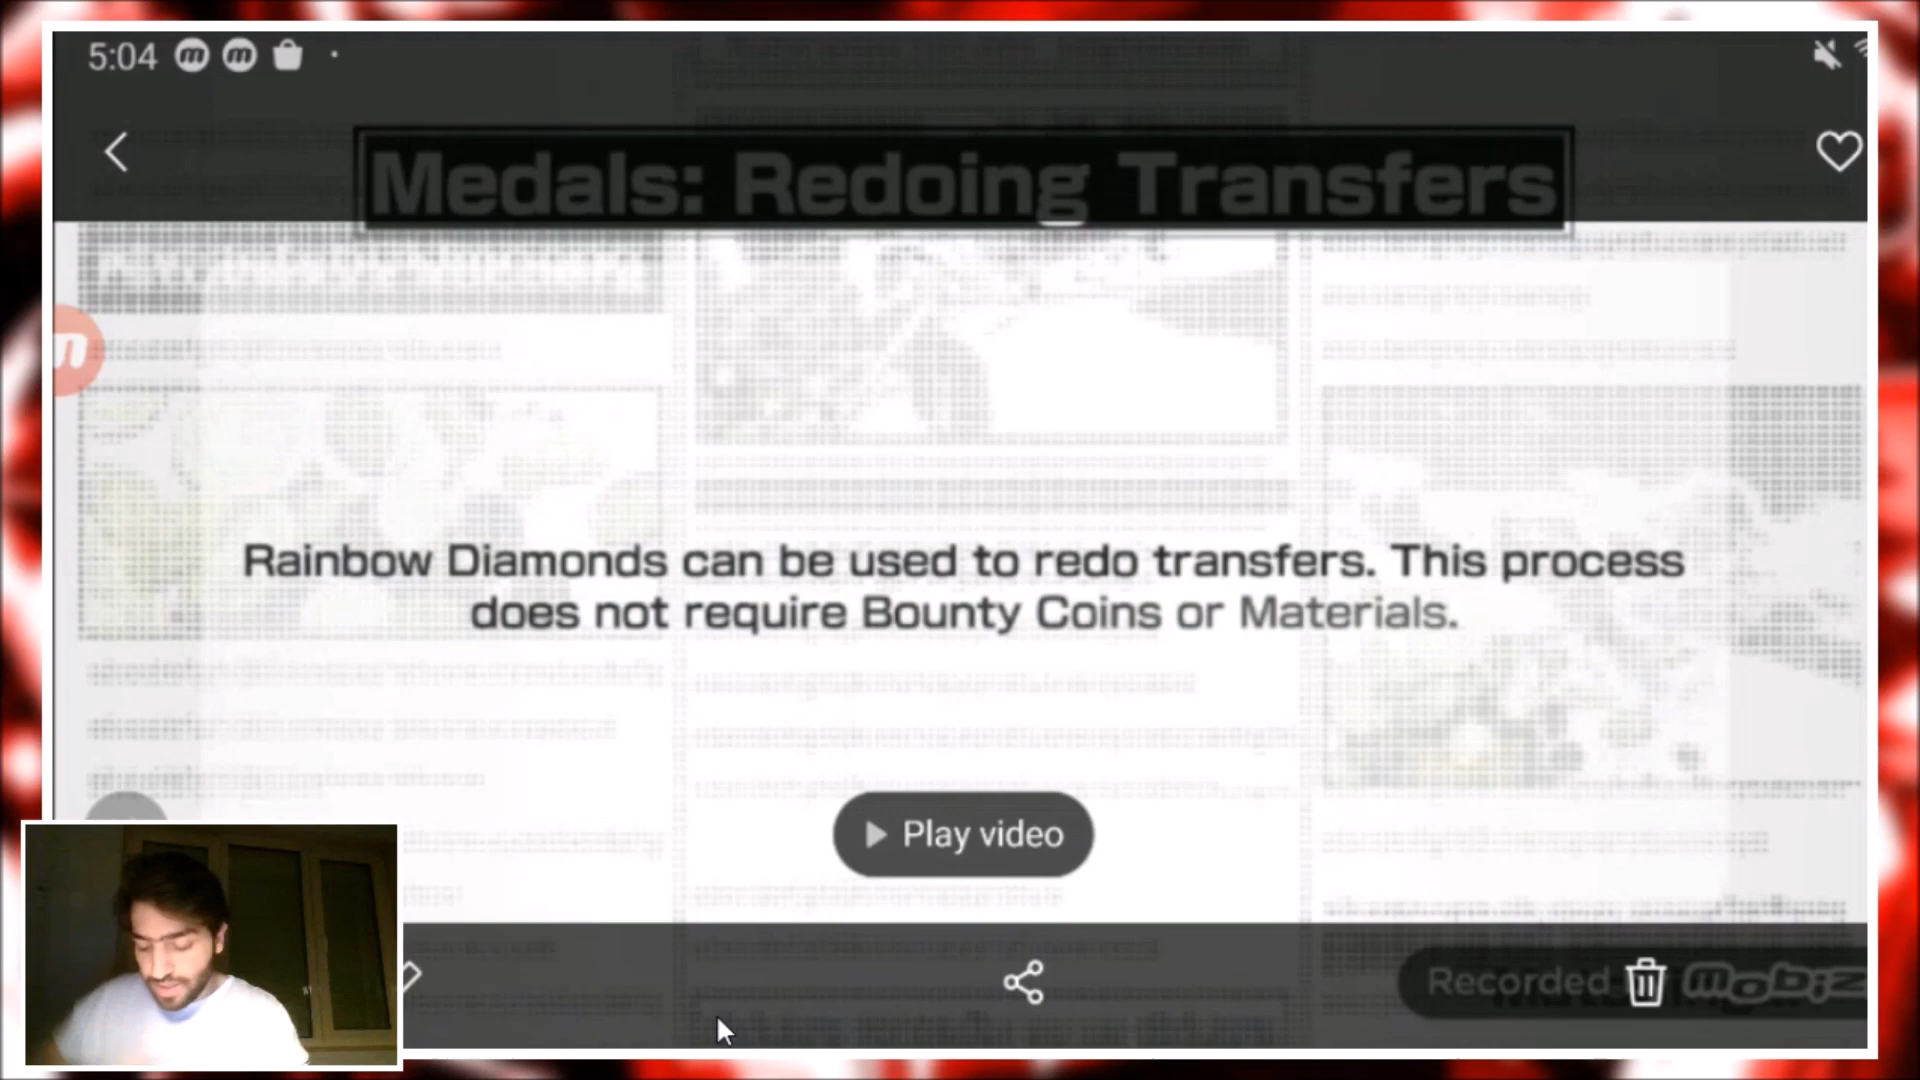 5:04
Medals: Redoing Transfers
Rainbow Diamonds can be used to redo transfers. This process
does not require Bounty Coins or Materials.
Play video
Recorded
mobiz